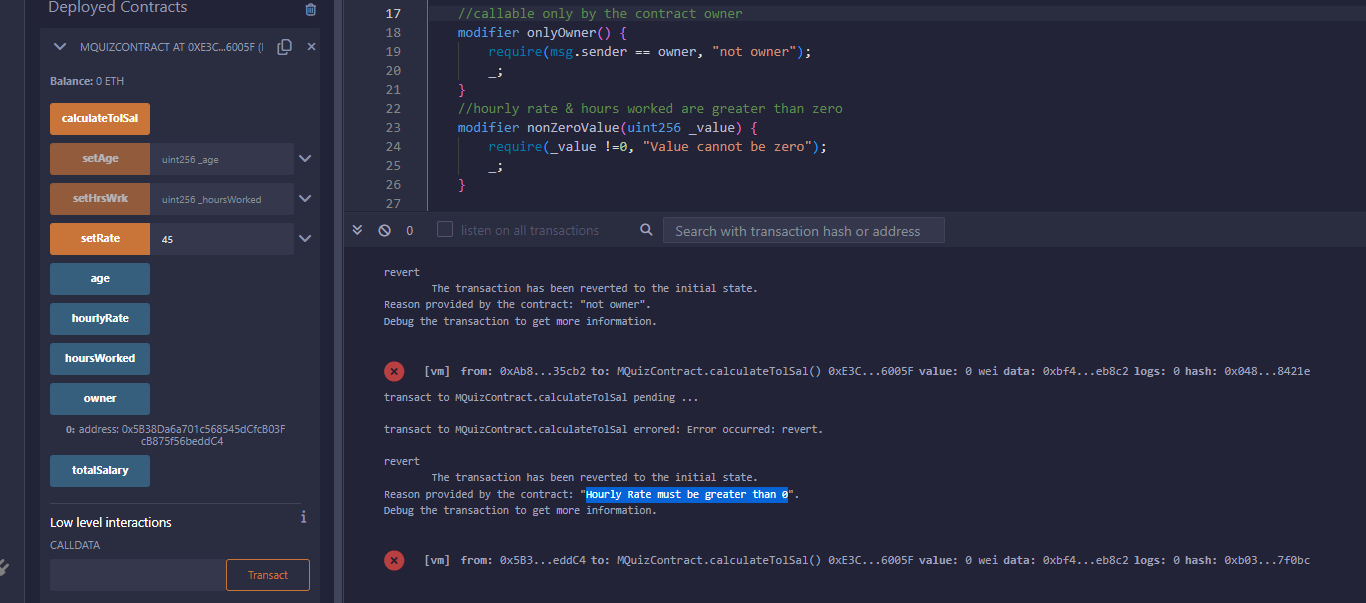 Deployed Contracts
MQUIZCONTRACT AT 0XE3C...6005F (
Balance: 0 ETH
calculateTolSal
setAge uint256 _age
setHrsWrk uint256 _hoursWorked
setRate 45
age
hourlyRate
hoursWorked
owner
0: address: 0x5B38Da6a701c568545dCfcB03F
cB875f56beddC4
totalSalary
Low level interactions
CALLDATA
Transact
17 //callable only by the contract owner
18 modifier onlyOwner() {
19 require(msg.sender == owner, "not owner");
20 _;
21 }
22 //hourly rate & hours worked are greater than zero
23 modifier nonZeroValue(uint256 _value) {
24 require(_value !=0, "Value cannot be zero");
25 _;
26 }
27
0 listen on all transactions Search with transaction hash or address
revert
The transaction has been reverted to the initial state.
Reason provided by the contract: "not owner".
Debug the transaction to get more information.
[vm] from: 0xAb8...35cb2 to: MQuizContract.calculateTolSal() 0xE3C...6005F value: 0 wei data: 0xbf4...eb8c2 logs: 0 hash: 0x048...8421e
transact to MQuizContract.calculateTolSal pending ...
transact to MQuizContract.calculateTolSal errored: Error occurred: revert.
revert
The transaction has been reverted to the initial state.
Reason provided by the contract: "Hourly Rate must be greater than 0".
Debug the transaction to get more information.
[vm] from: 0x5B3...eddC4 to: MQuizContract.calculateTolSal() 0xE3C...6005F value: 0 wei data: 0xbf4...eb8c2 logs: 0 hash: 0xb03...7f0bc